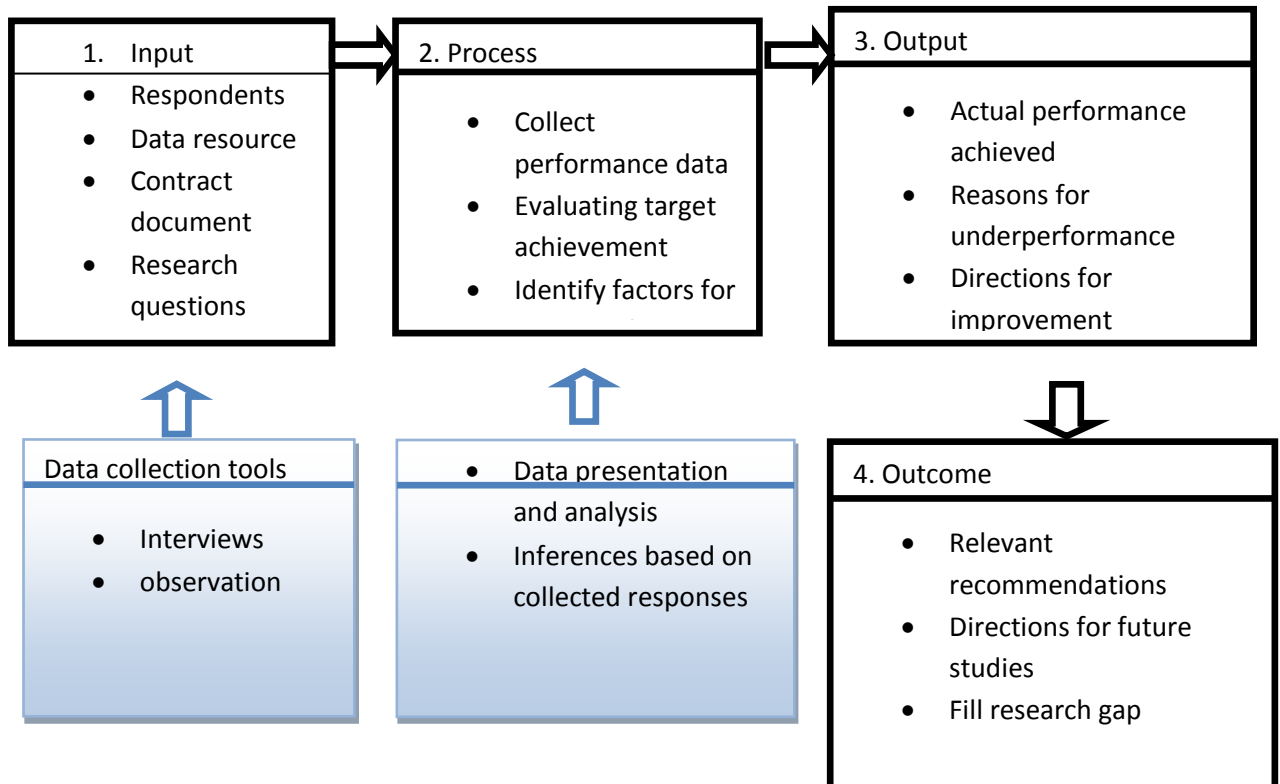 1. Input
• Respondents
• Data resource
• Contract
document
• Research
questions
2. Process
• Collect
performance data
• Evaluating target
achievement
• Identify factors for
3. Output
• Actual performance
achieved
• Reasons for
underperformance
• Directions for
improvement
Data collection tools
• Interviews
• observation
• Data presentation
and analysis
• Inferences based on
collected responses
4. Outcome
• Relevant
recommendations
• Directions for future
studies
• Fill research gap